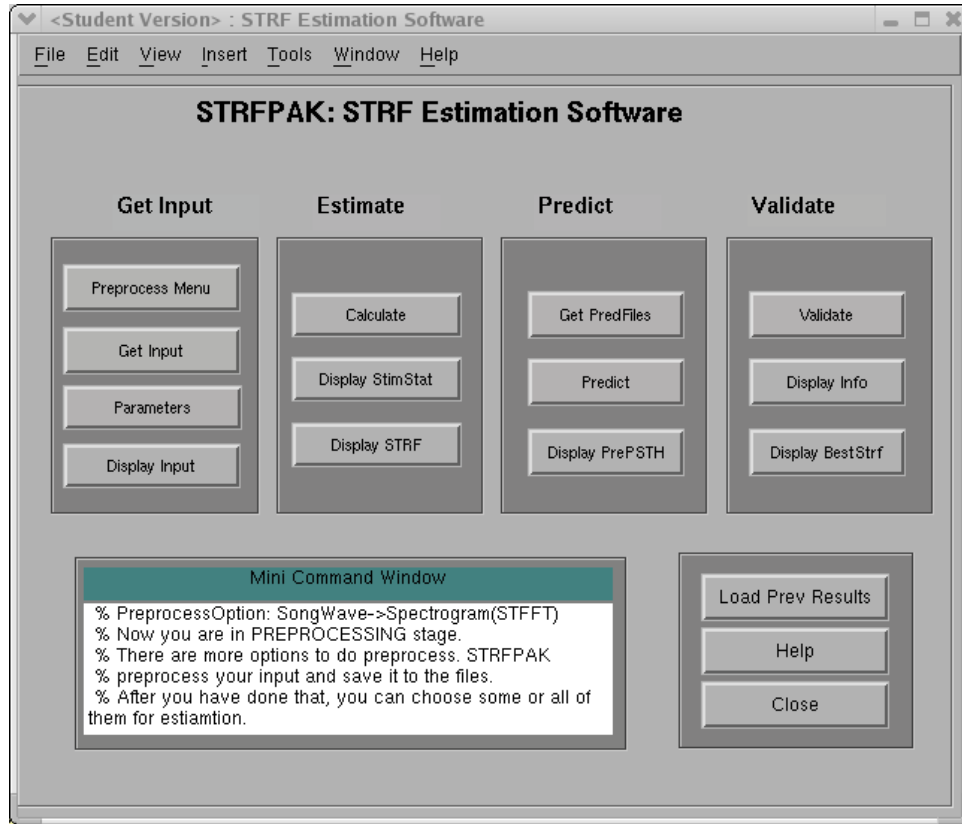 <Student Version> : STRF Estimation Software
File Edit View Insert Tools Window Help
STRFPAK: STRF Estimation Software
Get Input
Estimate
Predict
Validate
Preprocess Menu
Get Input
Parameters
Display Input
Calculate
Display StimStat
Display STRF
Get PredFiles
Predict
Display PrePSTH
Validate
Display Info
Display BestStrf
Mini Command Window
% PreprocessOption: SongWave->Spectrogram(STFFT)
% Now you are in PREPROCESSING stage.
% There are more options to do preprocess. STRFPAK
% preprocess your input and save it to the files.
% After you have done that, you can choose some or all of
them for estiamtion.
Load Prev Results
Help
Close